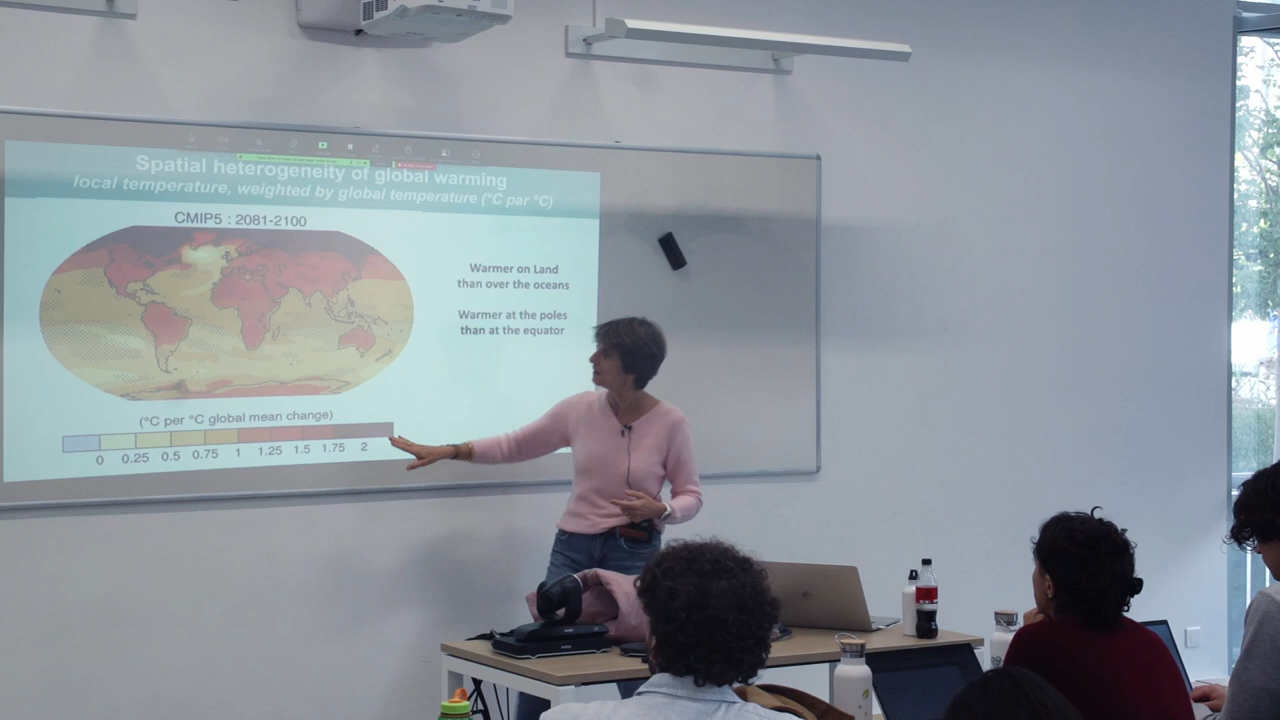 Spatial heterogeneity of global warming
local temperature, weighted by global temperature (°C par °C)
CMIP5 : 2081-2100
Warmer on Land
than over the oceans
Warmer at the poles
than at the equator
(°C per °C global mean change)
0 0.25 0.5 0.75 1 1.25 1.5 1.75 2